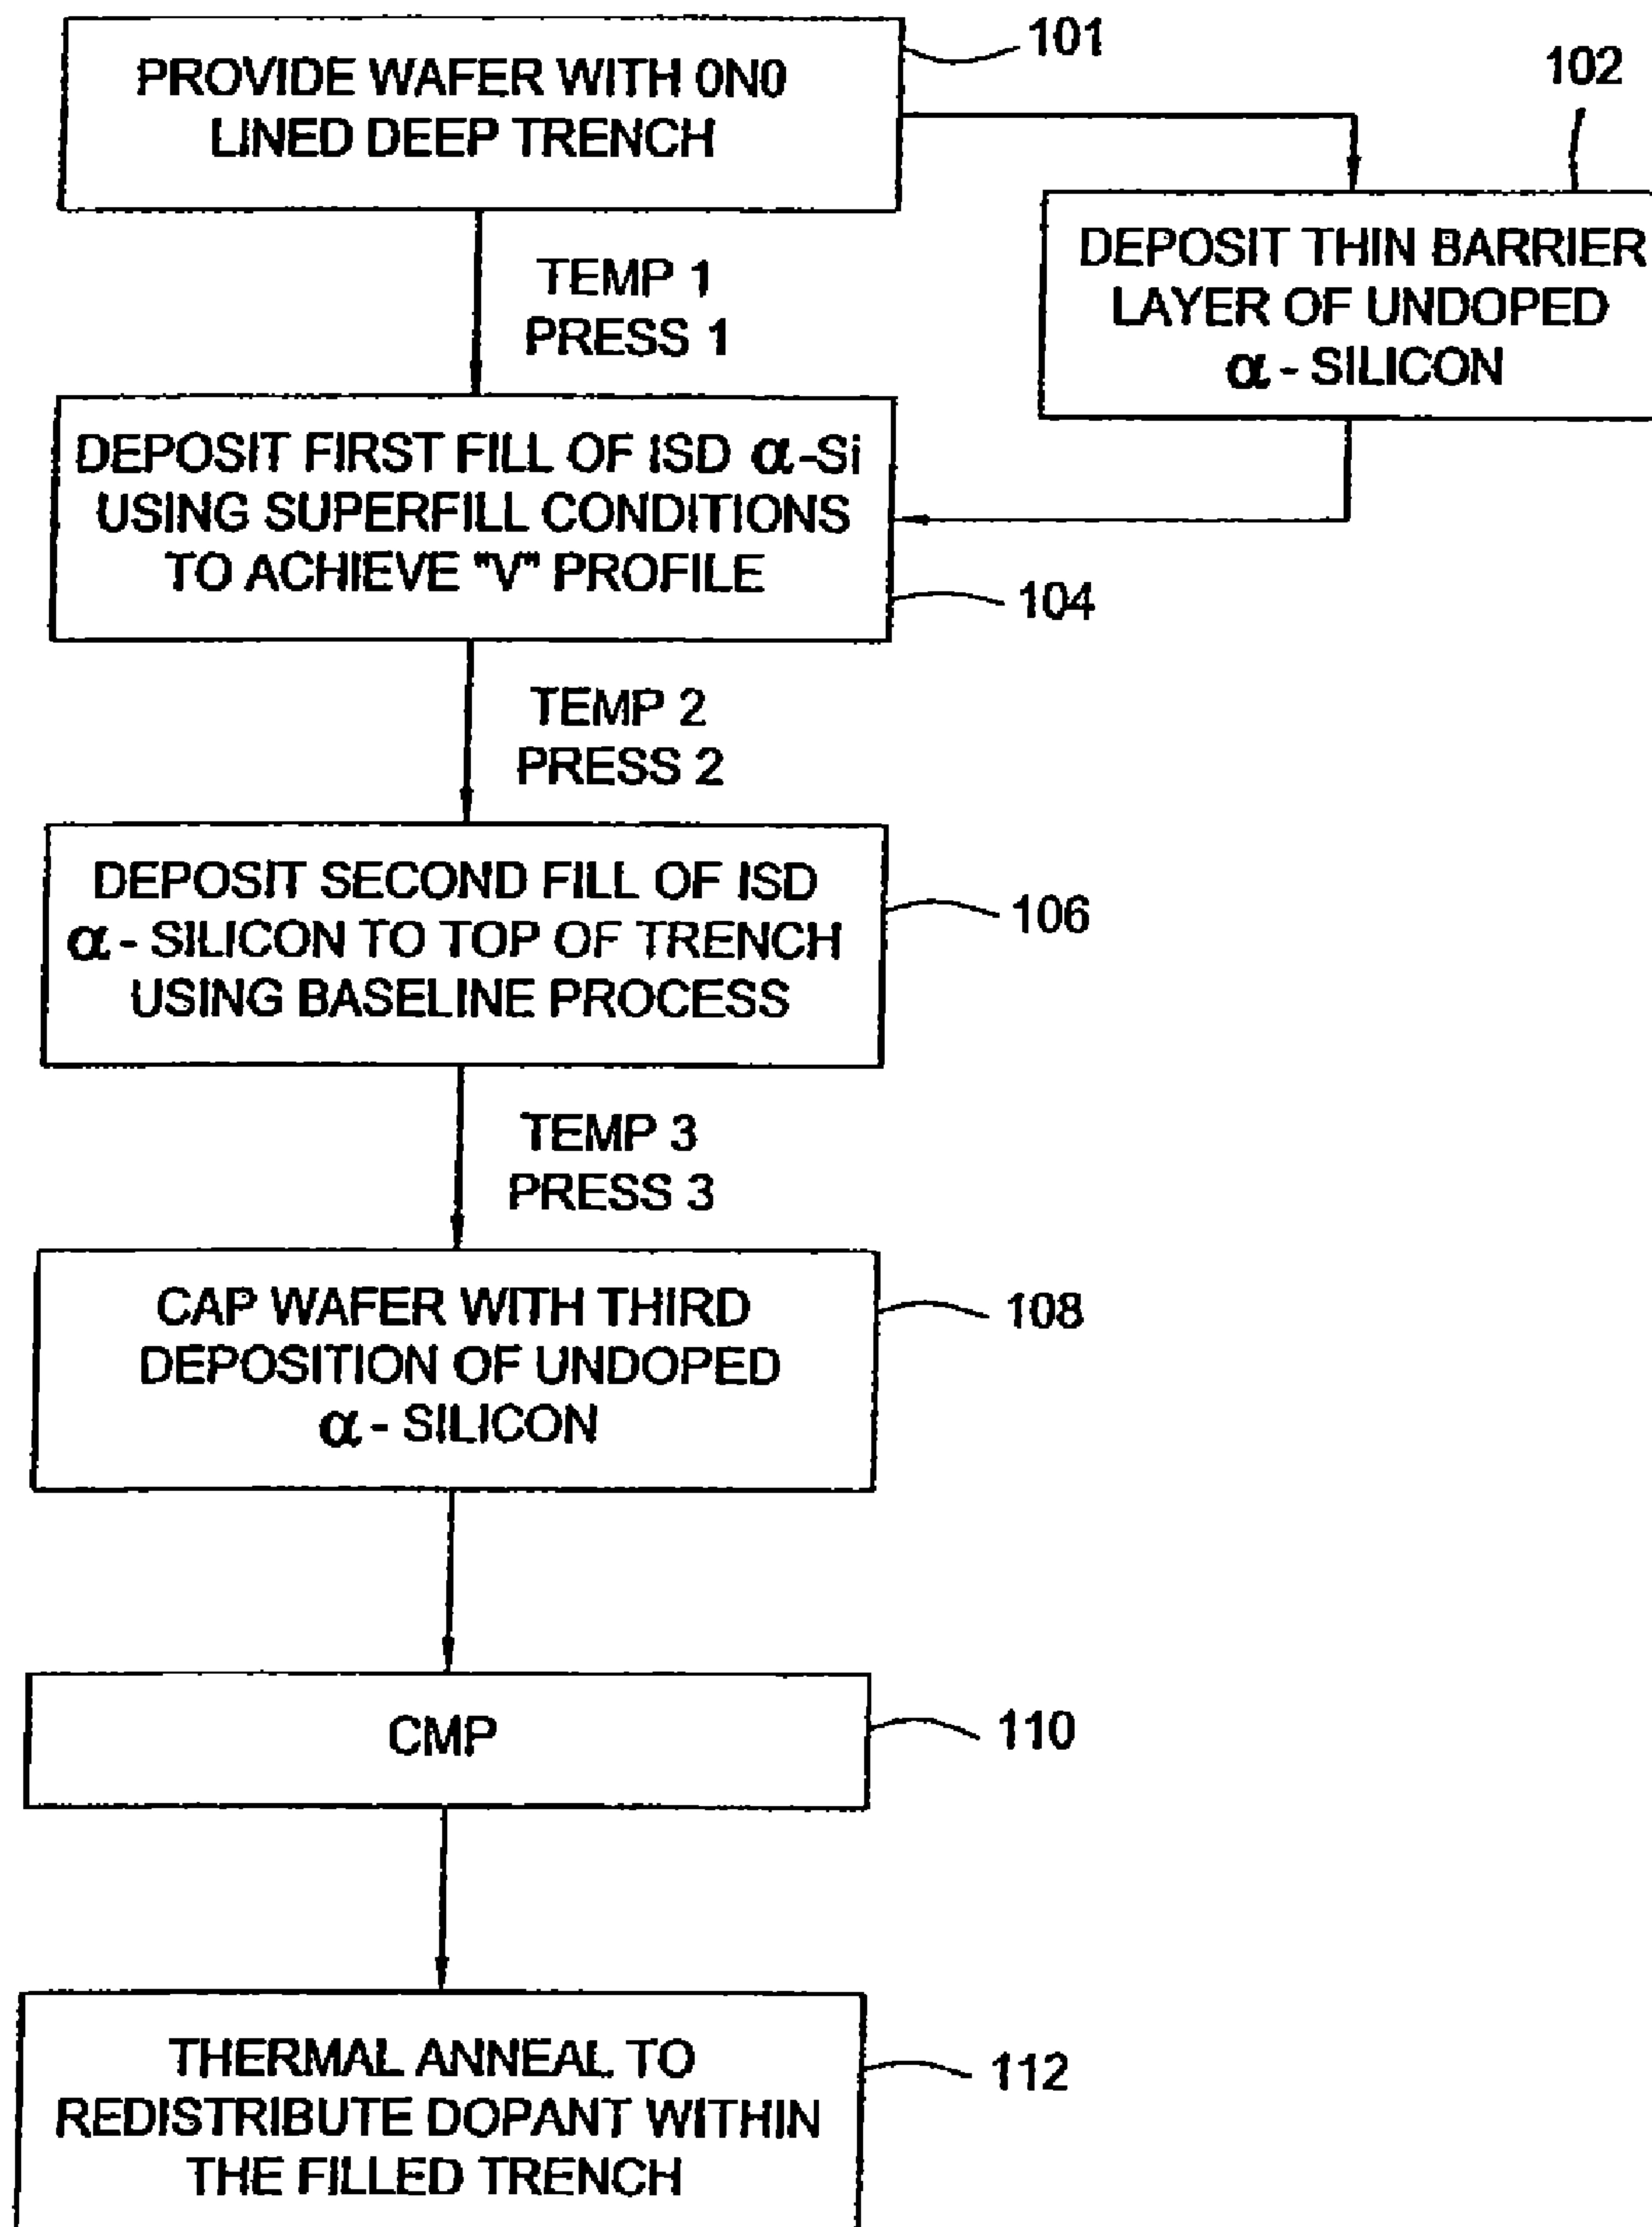 PROVIDE WAFER WITH 0N0
LINED DEEP TRENCH
101
102
DEPOSIT THIN BARRIER
LAYER OF UNDOPED
α - SILICON
TEMP 1
PRESS 1
DEPOSIT FIRST FILL OF ISD α-Si
USING SUPERFILL CONDITIONS
TO ACHIEVE "V" PROFILE
104
TEMP 2
PRESS 2
DEPOSIT SECOND FILL OF ISD
α - SILICON TO TOP OF TRENCH
USING BASELINE PROCESS
106
TEMP 3
PRESS 3
CAP WAFER WITH THIRD
DEPOSITION OF UNDOPED
α - SILICON
108
CMP
110
THERMAL ANNEAL TO
REDISTRIBUTE DOPANT WITHIN
THE FILLED TRENCH
112